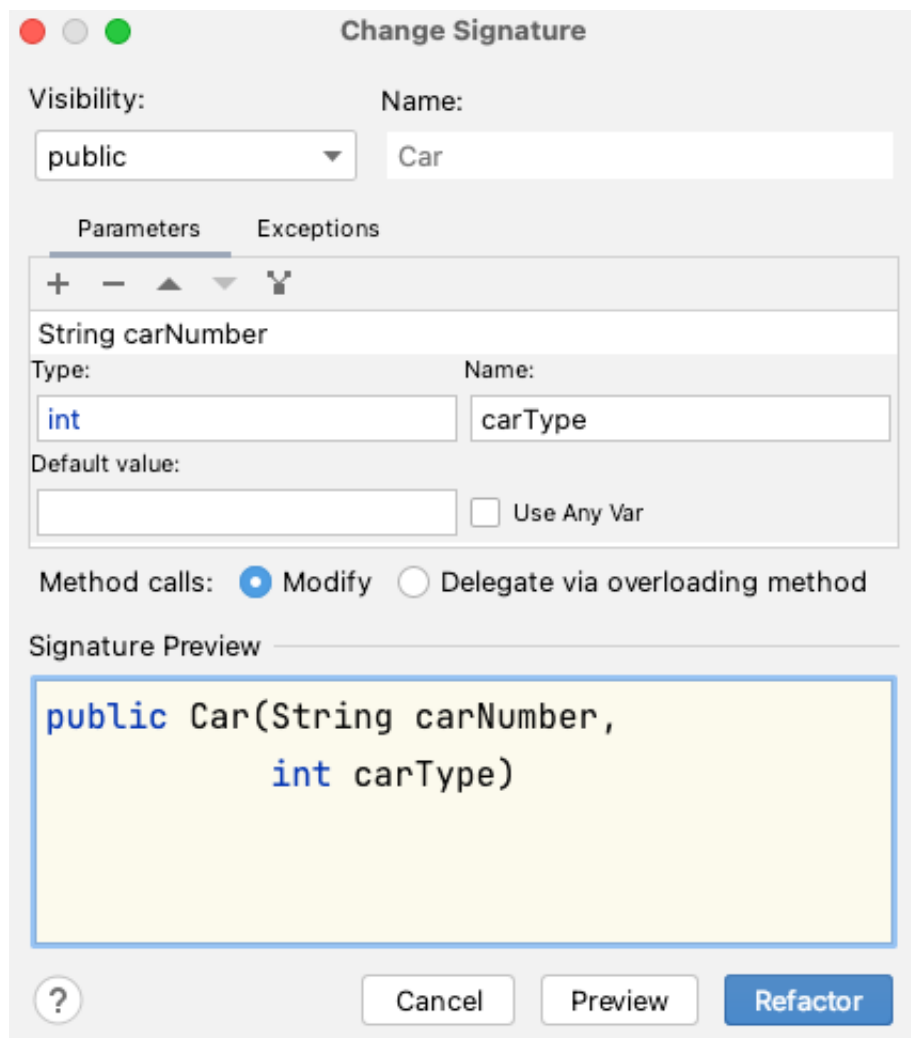 Change Signature
Visibility: Name:
public Car
Parameters Exceptions
String carNumber
Type: Name:
int carType
Default value:
Use Any Var
Method calls: Modify Delegate via overloading method
Signature Preview
public Car(String carNumber,
int carType)
? Cancel Preview Refactor